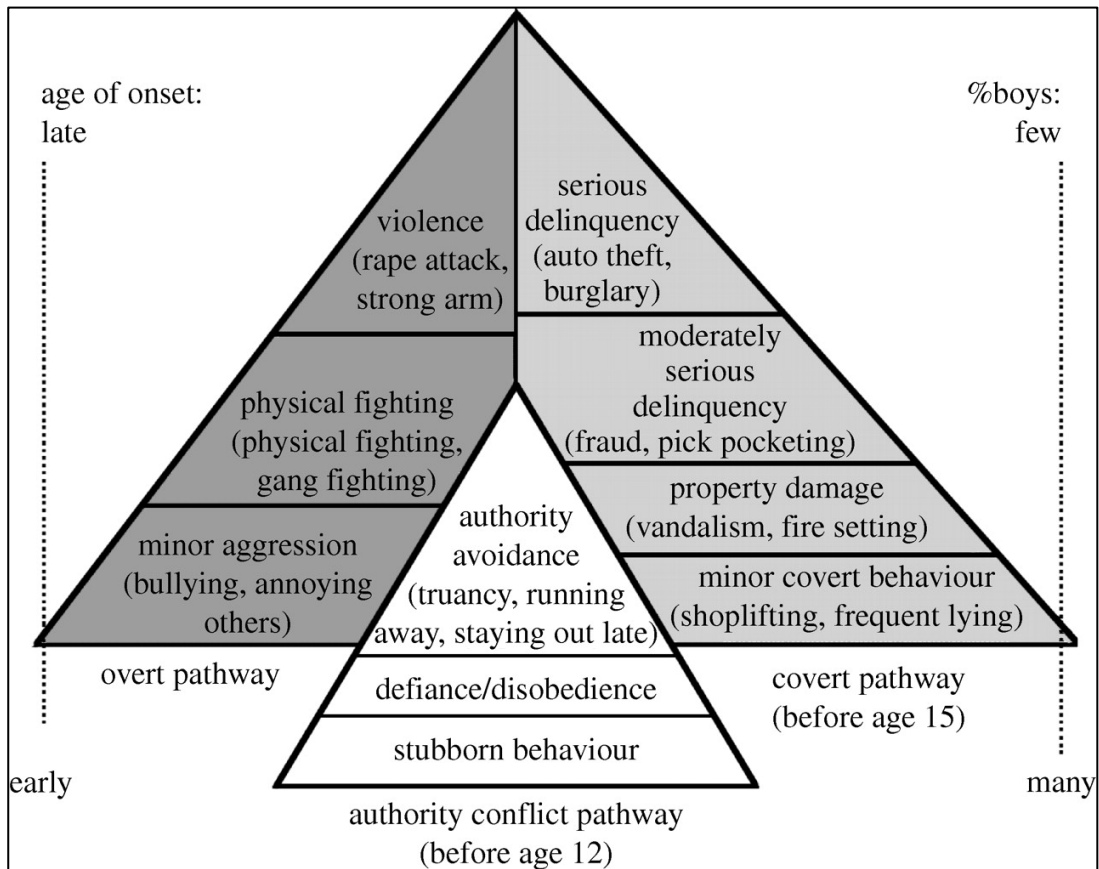 age of onset:
late
%boys:
few
violence
(rape attack,
strong arm)
serious
delinquency
(auto theft,
burglary)
physical fighting
(physical fighting,
gang fighting)
moderately
serious
delinquency
(fraud, pick pocketing)
minor aggression
(bullying, annoying
others)
authority
avoidance
(truancy, running
away, staying out late)
property damage
(vandalism, fire setting)
minor covert behaviour
(shoplifting, frequent lying)
overt pathway
defiance/disobedience
covert pathway
(before age 15)
stubborn behaviour
early
many
authority conflict pathway
(before age 12)